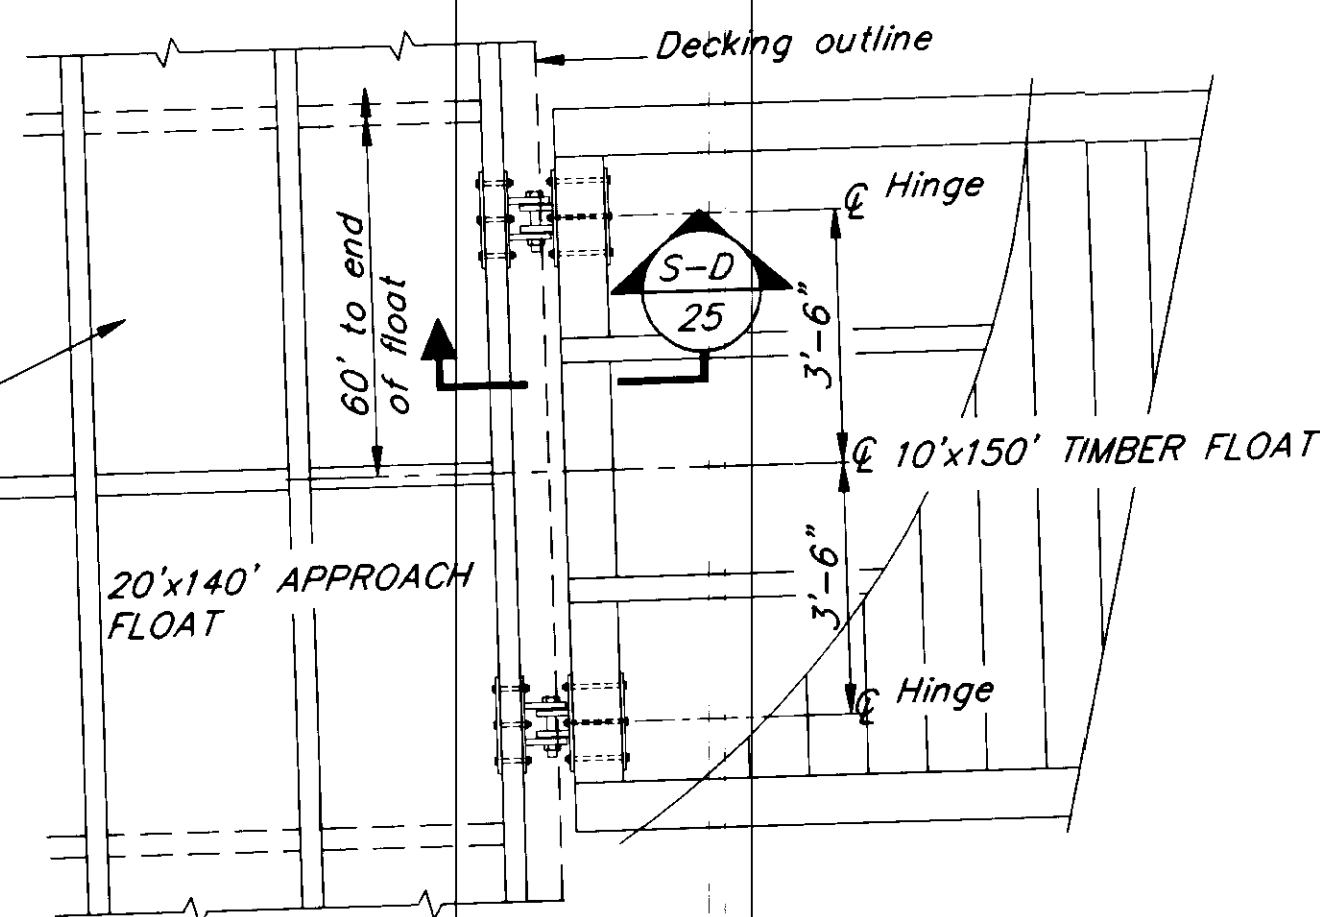 Decking outline
℄ Hinge
S-D
25
60' to end
of float
3'-6"
℄ 10'x150' TIMBER FLOAT
3'-6"
20'x140' APPROACH
FLOAT
℄ Hinge